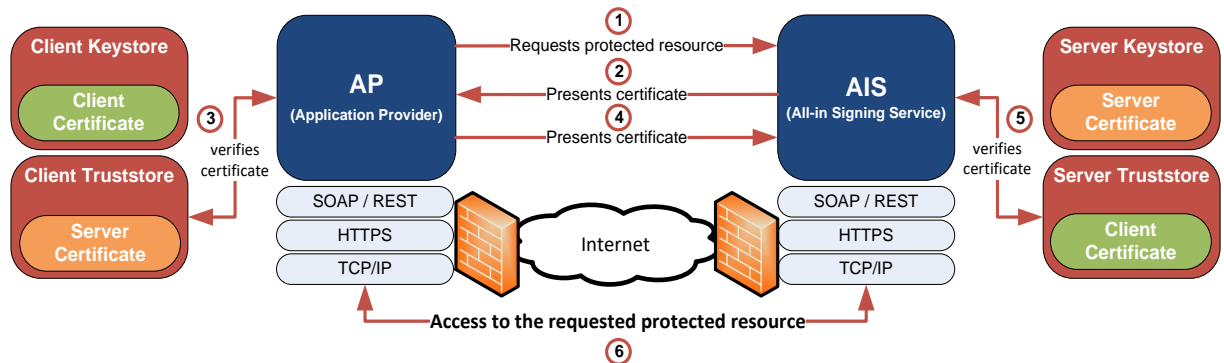 Client Keystore
Client
Certificate
Client Truststore
Server
Certificate
3
verifies
certificate
AP
(Application Provider)
1
Requests protected resource
2
Presents certificate
4
Presents certificate
AIS
(All-in Signing Service)
5
verifies
certificate
Server Keystore
Server
Certificate
Server Truststore
Client
Certificate
SOAP / REST
HTTPS
TCP/IP
Internet
SOAP / REST
HTTPS
TCP/IP
Access to the requested protected resource
6